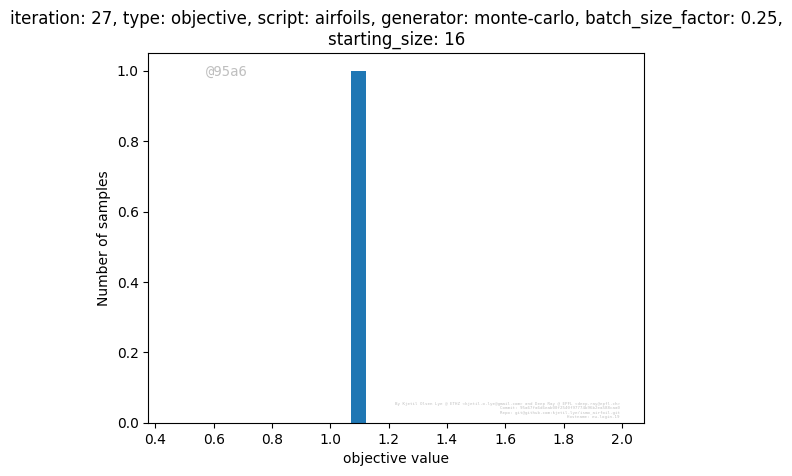 iteration: 27, type: objective, script: airfoils, generator: monte-carlo, batch_size_factor: 0.25,
starting_size: 16
@95a6
1.0
0.8
0.6
0.4
0.2
0.0
Number of samples
0.4 0.6 0.8 1.0 1.2 1.4 1.6 1.8 2.0
objective value